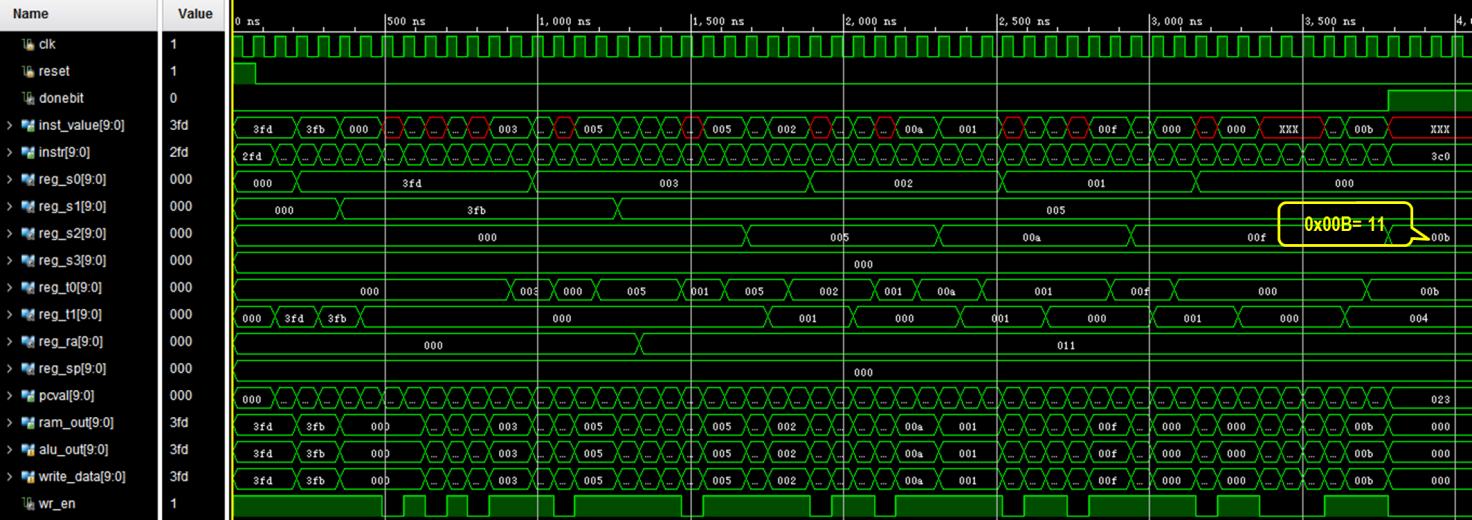 Name Value 0 ns 500 ns 1,000 ns 1,500 ns 2,000 ns 2,500 ns 3,000 ns 3,500 ns 4,
clk 1
reset 1
donebit 0
inst_value[9:0] 3fd 3fd 3fb 000 ... ... ... ... ... 003 ... ... 005 ... ... ... ... 005 ... 002 ... ... ... ... 00a 001 ... ... ... ... 00f ... 000 ... 000 XXX ... 00b XXX
instr[9:0] 2fd 2fd ... 3c0
reg_s0[9:0] 000 000 3fd 003 002 001 000
reg_s1[9:0] 000 000 3fb 005
0x00B= 11
reg_s2[9:0] 000 000 005 00a 00f 00b
reg_s3[9:0] 000 000
reg_t0[9:0] 000 000 003 000 005 001 005 002 001 00a 001 00f 000 00b
reg_t1[9:0] 000 000 3fd 3fb 000 001 000 001 000 001 000 004
reg_ra[9:0] 000 000 011
reg_sp[9:0] 000 000
pcval[9:0] 000 000 ... 023
ram_out[9:0] 3fd 3fd 3fb 000 ... ... ... 003 ... ... 005 ... ... ... ... 005 ... 002 ... ... ... ... 00a 001 ... ... ... ... 00f ... 000 ... 000 ... ... ... ... 00b 000
alu_out[9:0] 3fd 3fd 3fb 000 ... ... ... 003 ... ... 005 ... ... ... ... 005 ... 002 ... ... ... ... 00a 001 ... ... ... ... 00f ... 000 ... 000 ... ... ... ... 00b 000
write_data[9:0] 3fd 3fd 3fb 000 ... ... ... 003 ... ... 005 ... ... ... ... 005 ... 002 ... ... ... ... 00a 001 ... ... ... ... 00f ... 000 ... 000 ... ... ... ... 00b 000
wr_en 1